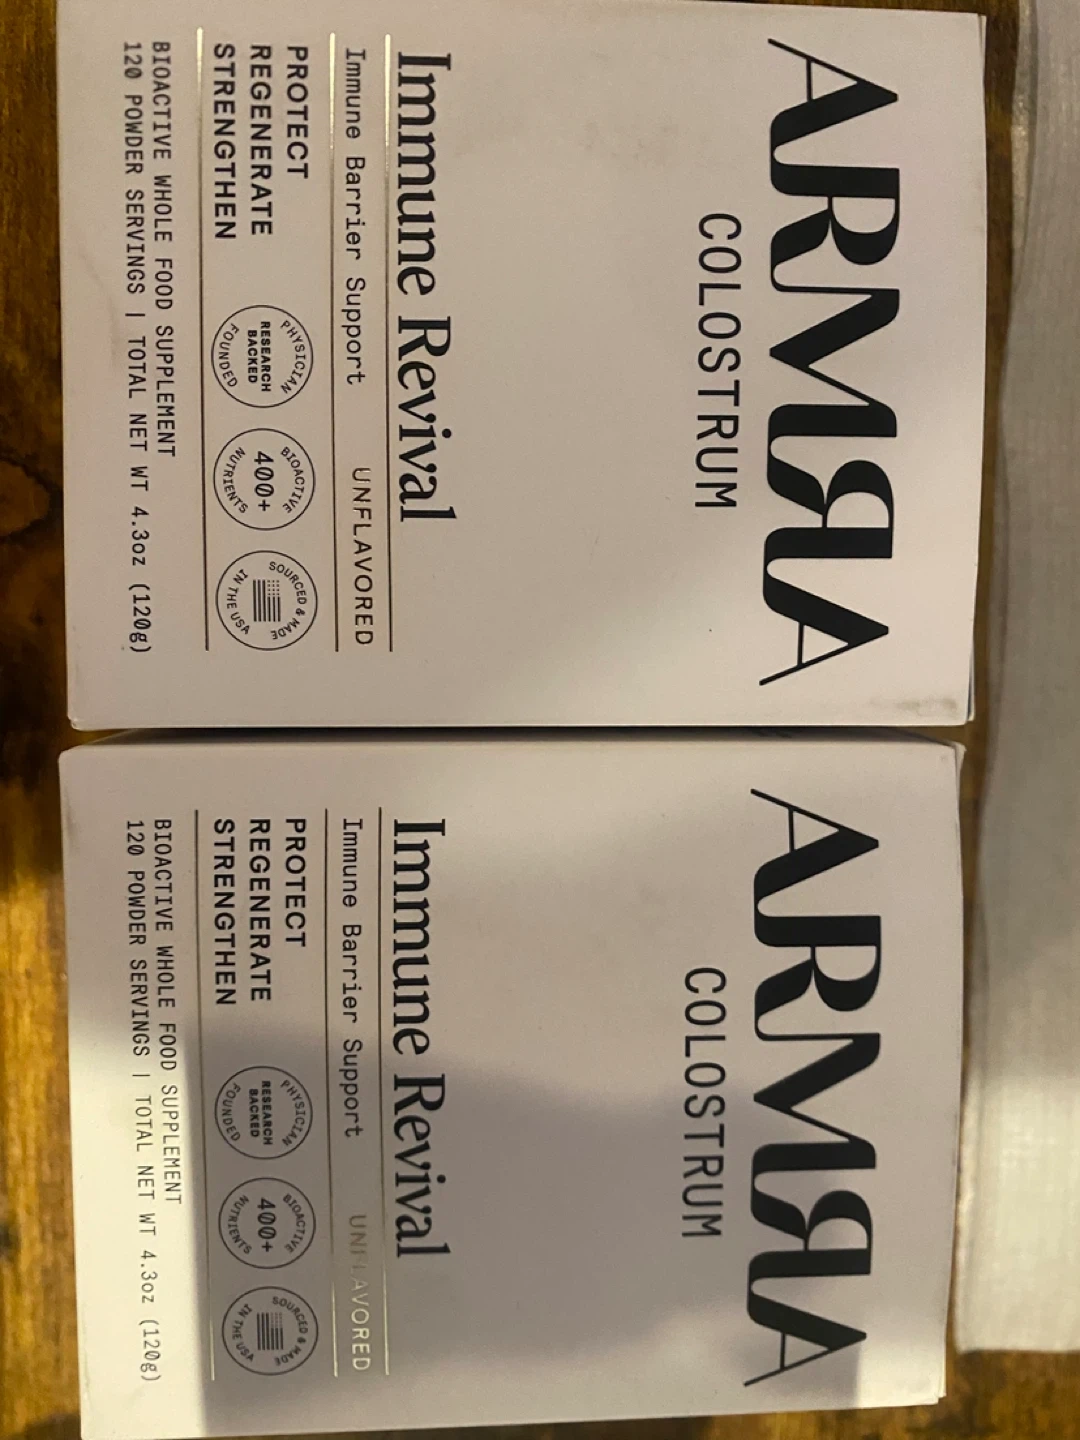 ARMRA
COLOSTRUM
Immune Revival
Immune Barrier Support UNFLAVORED
PROTECT
REGENERATE
STRENGTHEN
PHYSICIAN
RESEARCH
BACKED
FOUNDED
BIOACTIVE
400+
NUTRIENTS
SOURCED & MADE
IN THE USA
BIOACTIVE WHOLE FOOD SUPPLEMENT
120 POWDER SERVINGS | TOTAL NET WT 4.3oz (120g)
ARMRA
COLOSTRUM
Immune Revival
Immune Barrier Support UNFLAVORED
PROTECT
REGENERATE
STRENGTHEN
PHYSICIAN
RESEARCH
BACKED
FOUNDED
BIOACTIVE
400+
NUTRIENTS
SOURCED & MADE
IN THE USA
BIOACTIVE WHOLE FOOD SUPPLEMENT
120 POWDER SERVINGS | TOTAL NET WT 4.3oz (120g)